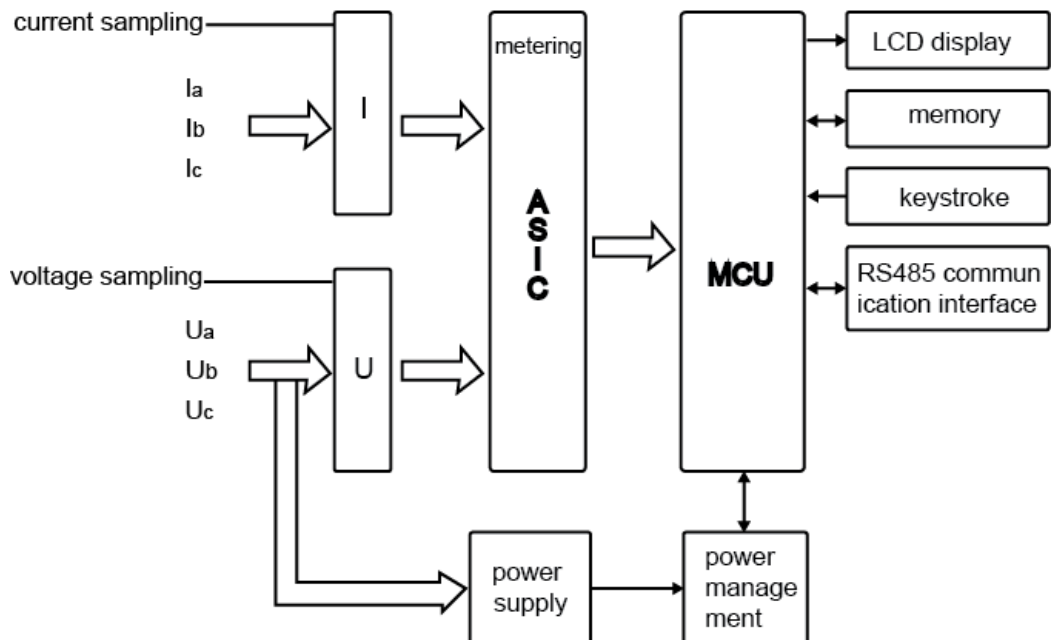 current sampling
Ia
Ib
Ic
I
voltage sampling
Ua
Ub
Uc
U
metering
ASIC
MCU
LCD display
memory
keystroke
RS485 commun
ication interface
power
supply
power
manage
ment